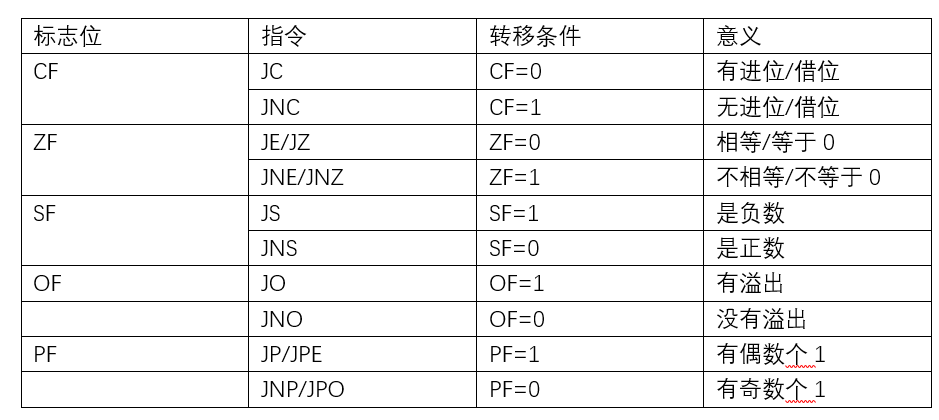 标志位 指令 转移条件 意义
CF JC CF=0 有进位/借位
JNC CF=1 无进位/借位
ZF JE/JZ ZF=0 相等/等于 0
JNE/JNZ ZF=1 不相等/不等于 0
SF JS SF=1 是负数
JNS SF=0 是正数
OF JO OF=1 有溢出
JNO OF=0 没有溢出
PF JP/JPE PF=1 有偶数个 1
JNP/JPO PF=0 有奇数个 1